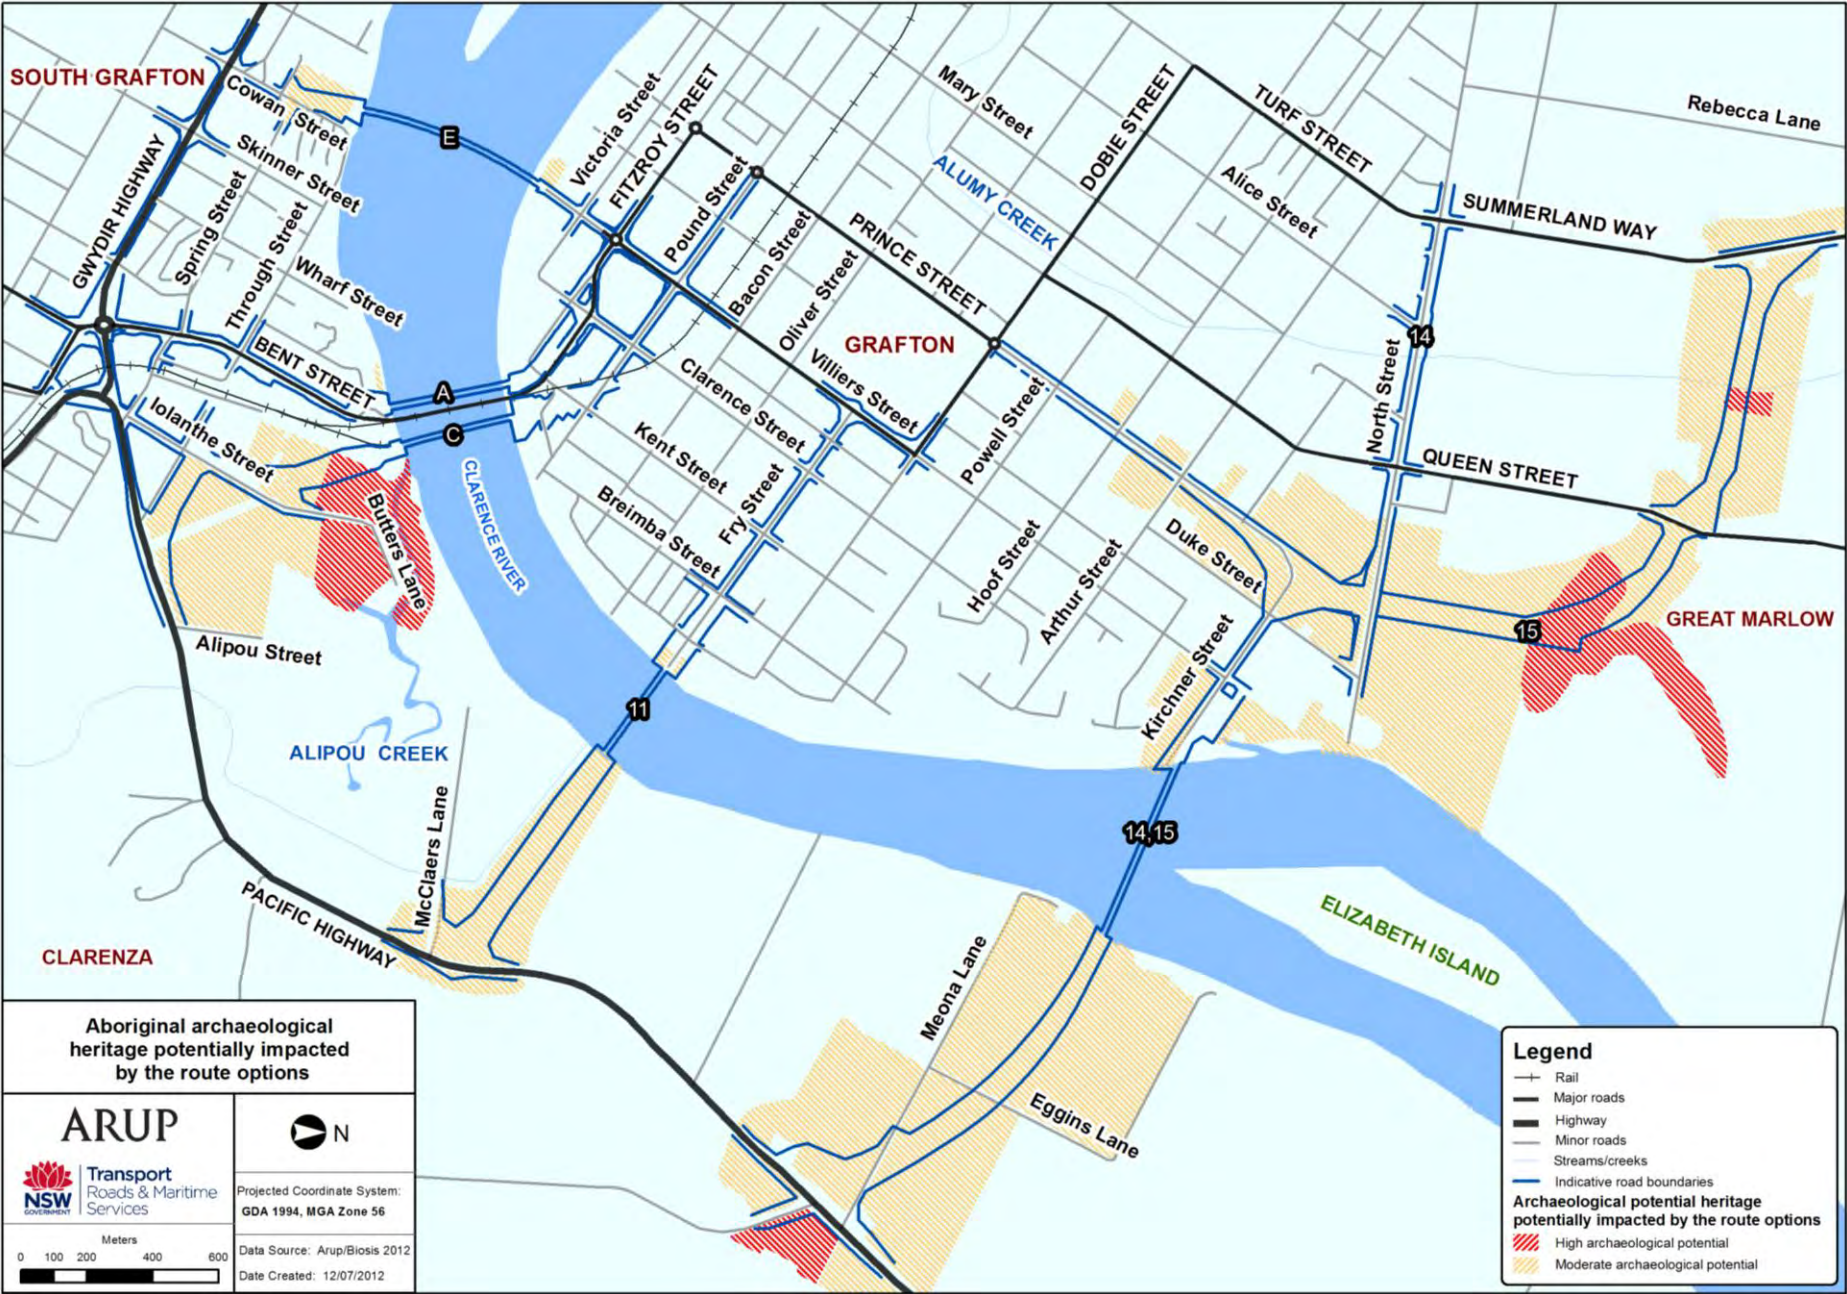 SOUTH GRAFTON
Cowan Street
Skinner Street
GWYDIR HIGHWAY
Spring Street
Through Street
Wharf Street
BENT STREET
Iolanthe Street
Butters Lane
Alipou Street
ALIPOU CREEK
CLARENCE RIVER
E
A
C
11
Victoria Street
FITZROY STREET
Pound Street
Bacon Street
Oliver Street
PRINCE STREET
Mary Street
ALUMY CREEK
DOBIE STREET
TURF STREET
Alice Street
Rebecca Lane
SUMMERLAND WAY
14
North Street
QUEEN STREET
GRAFTON
Villiers Street
Clarence Street
Kent Street
Breimba Street
Fry Street
Powell Street
Hoof Street
Arthur Street
Duke Street
Kirchner Street
15
GREAT MARLOW
14,15
ELIZABETH ISLAND
McClaers Lane
PACIFIC HIGHWAY
CLARENZA
Meona Lane
Eggins Lane
Aboriginal archaeological
heritage potentially impacted
by the route options
ARUP
NSW
GOVERNMENT
Transport
Roads & Maritime
Services
N
Projected Coordinate System:
GDA 1994, MGA Zone 56
Meters
0 100 200 400 600
Data Source: Arup/Biosis 2012
Date Created: 12/07/2012
Legend
Rail
Major roads
Highway
Minor roads
Streams/creeks
Indicative road boundaries
Archaeological potential heritage
potentially impacted by the route options
High archaeological potential
Moderate archaeological potential